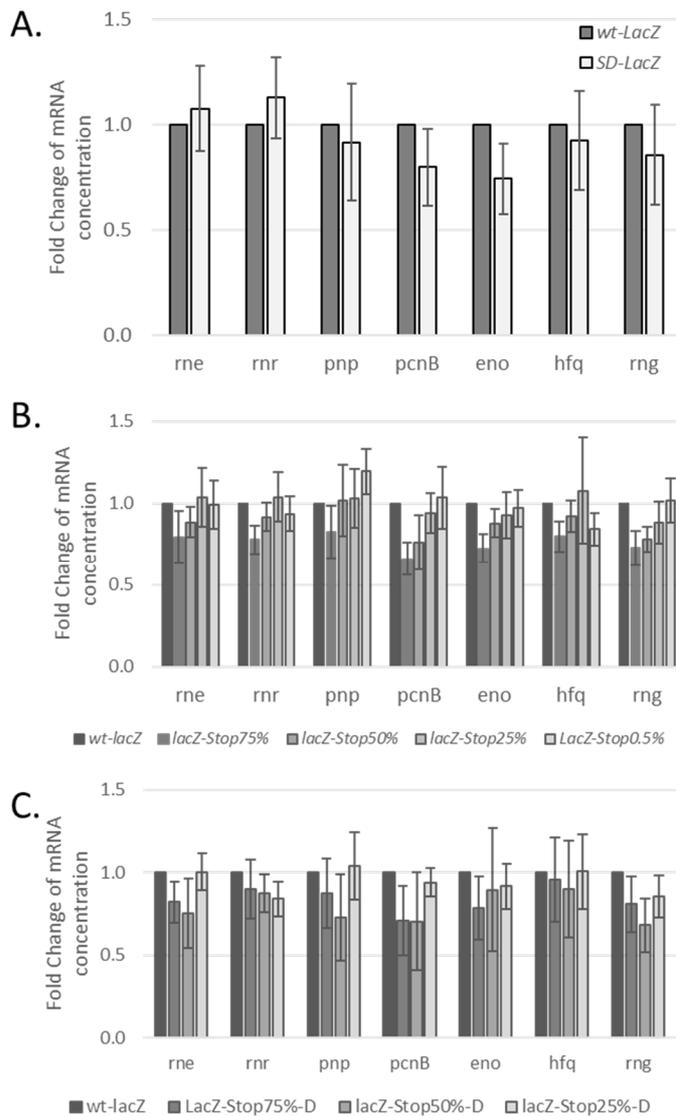 A.
Fold Change of mRNA
concentration
1.5
1.0
0.5
0.0
wt-LacZ
SD-LacZ
rne rnr pnp pcnB eno hfq rng
B.
Fold Change of mRNA
concentration
1.5
1.0
0.5
0.0
rne rnr pnp pcnB eno hfq rng
wt-lacZ lacZ-Stop75% lacZ-Stop50% lacZ-Stop25% LacZ-Stop0.5%
C.
Fold Change of mRNA
concentration
1.5
1.0
0.5
0.0
rne rnr pnp pcnB eno hfq rng
wt-lacZ LacZ-Stop75%-D lacZ-Stop50%-D lacZ-Stop25%-D